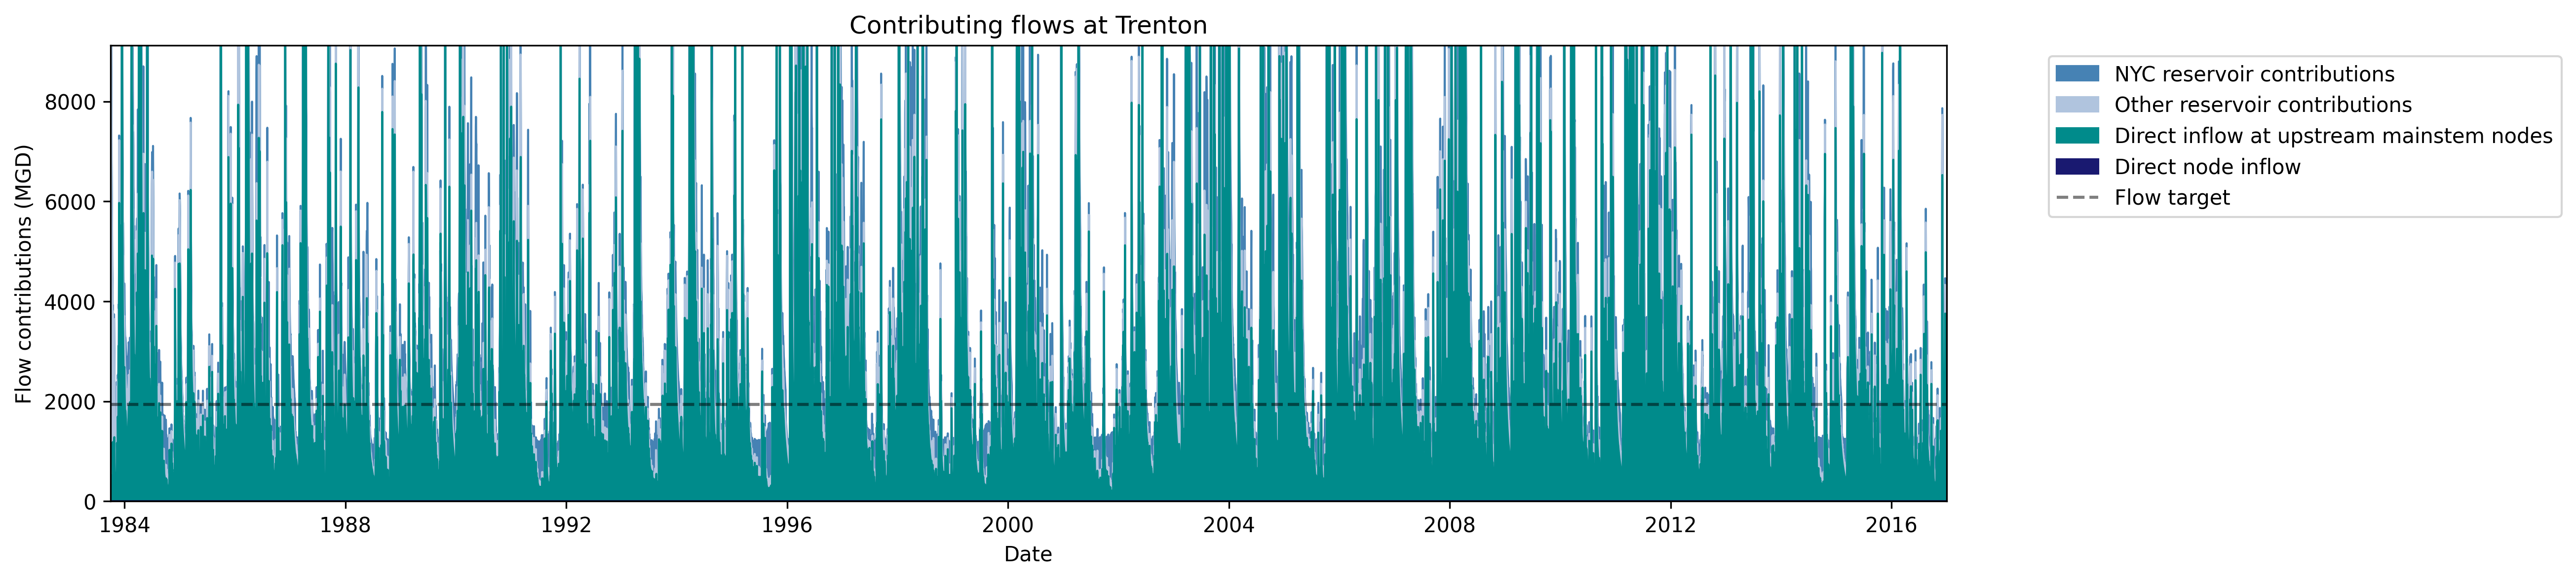 Contributing flows at Trenton
Flow contributions (MGD)
8000
6000
4000
2000
0
1984 1988 1992 1996 2000 2004 2008 2012 2016
Date
NYC reservoir contributions
Other reservoir contributions
Direct inflow at upstream mainstem nodes
Direct node inflow
Flow target